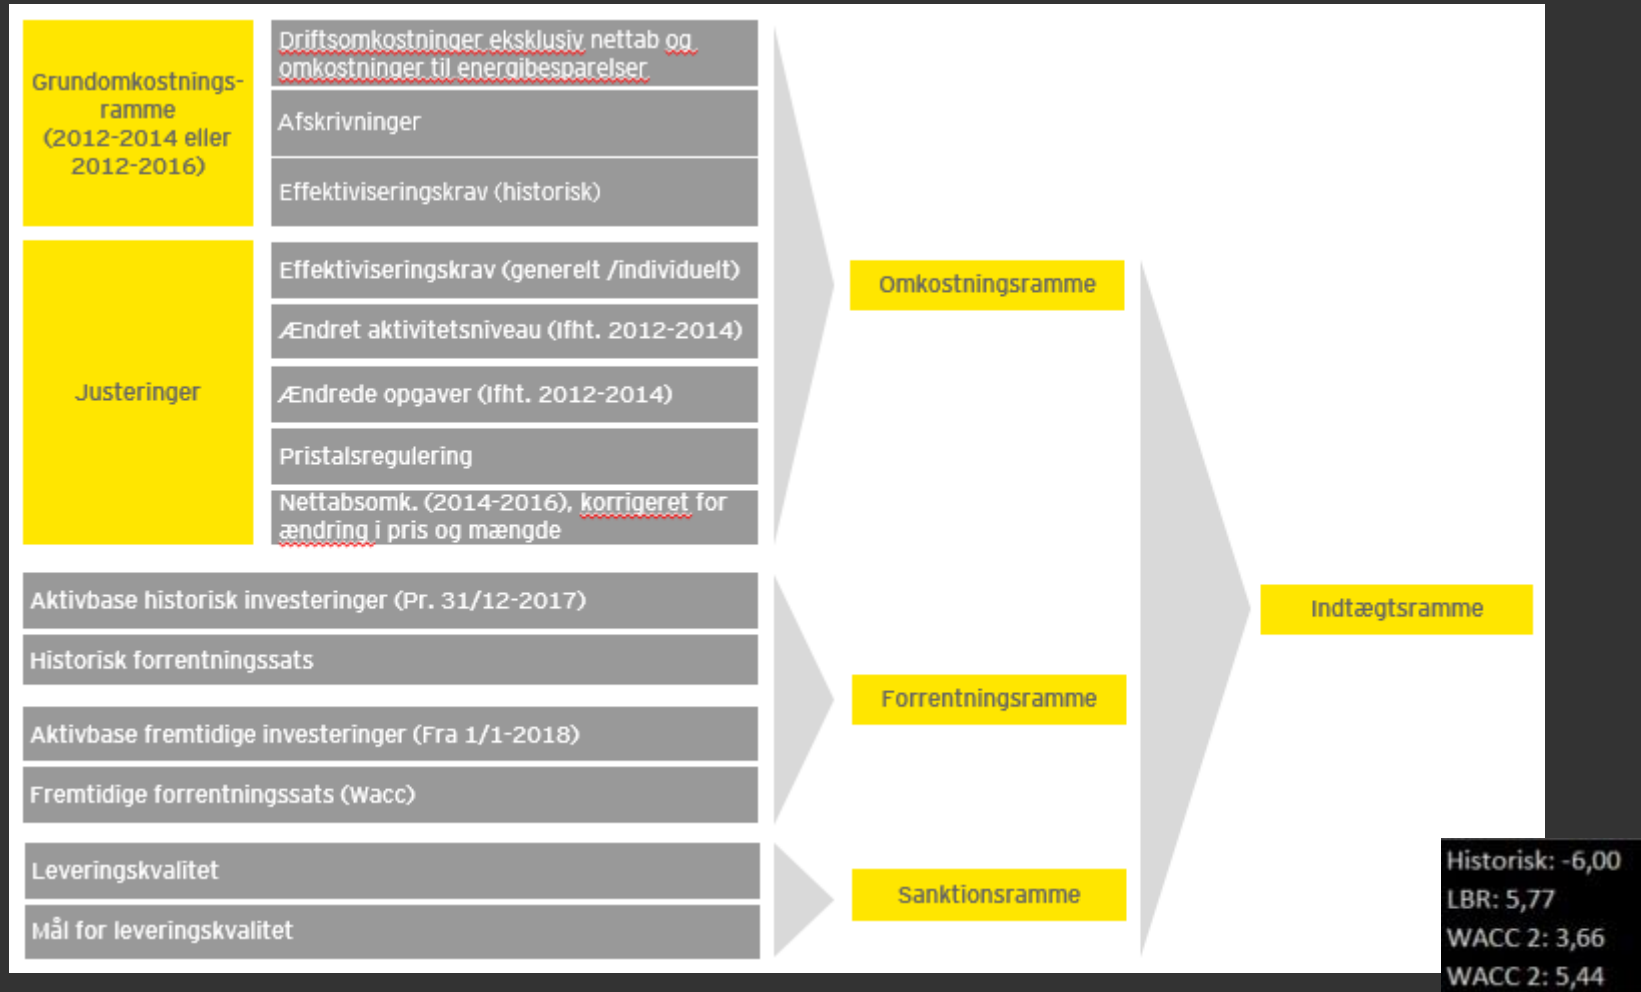 Grundomkostnings-
ramme
(2012-2014 eller
2012-2016)
Driftsomkostninger eksklusiv nettab og
omkostninger til energibesparelser
Afskrivninger
Effektiviseringskrav (historisk)
Justeringer
Effektiviseringskrav (generelt /individuelt)
Ændret aktivitetsniveau (Ifht. 2012-2014)
Ændrede opgaver (Ifht. 2012-2014)
Pristalsregulering
Nettabsomk. (2014-2016), korrigeret for
ændring i pris og mængde
Omkostningsramme
Aktivbase historisk investeringer (Pr. 31/12-2017)
Historisk forrentningssats
Aktivbase fremtidige investeringer (Fra 1/1-2018)
Fremtidige forrentningssats (Wacc)
Forrentningsramme
Indtægtsramme
Leveringskvalitet
Mål for leveringskvalitet
Sanktionsramme
Historisk: -6,00
LBR: 5,77
WACC 2: 3,66
WACC 2: 5,44